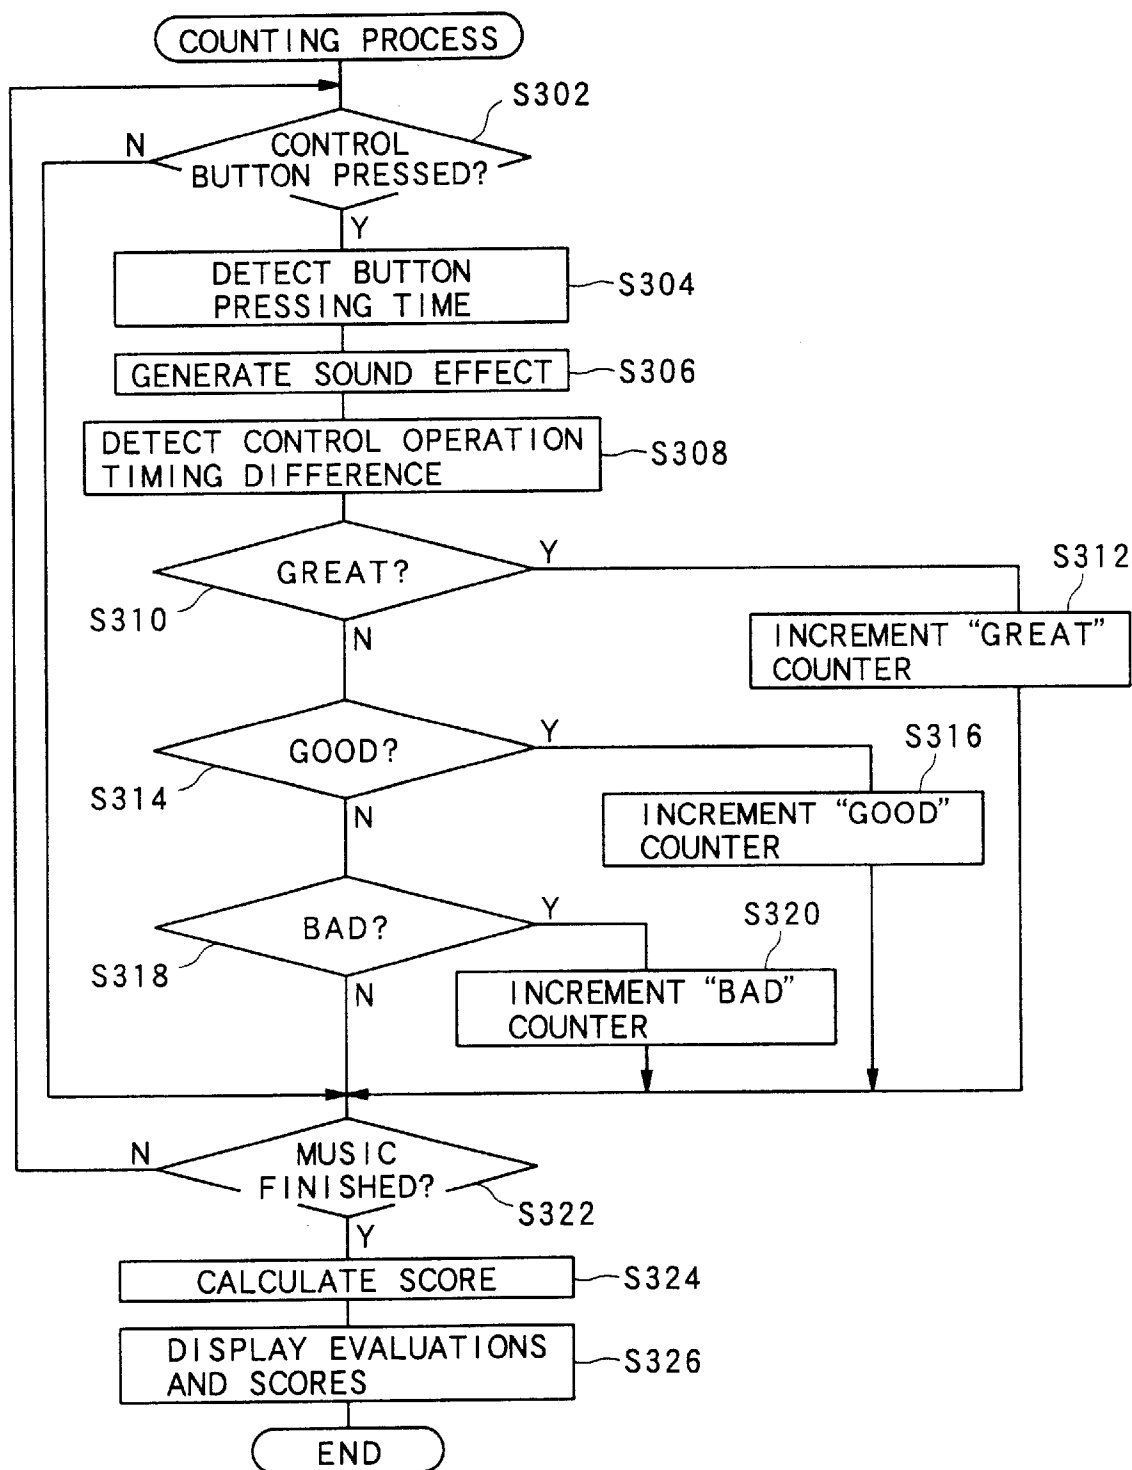 COUNTING PROCESS
S302
N
CONTROL
BUTTON PRESSED?
Y
DETECT BUTTON
PRESSING TIME
S304
GENERATE SOUND EFFECT
S306
DETECT CONTROL OPERATION
TIMING DIFFERENCE
S308
GREAT?
Y
S310
N
S312
INCREMENT “GREAT”
COUNTER
GOOD?
Y
S314
N
S316
INCREMENT “GOOD”
COUNTER
BAD?
Y
S318
N
S320
INCREMENT “BAD”
COUNTER
N
MUSIC
FINISHED?
S322
Y
CALCULATE SCORE
S324
DISPLAY EVALUATIONS
AND SCORES
S326
END